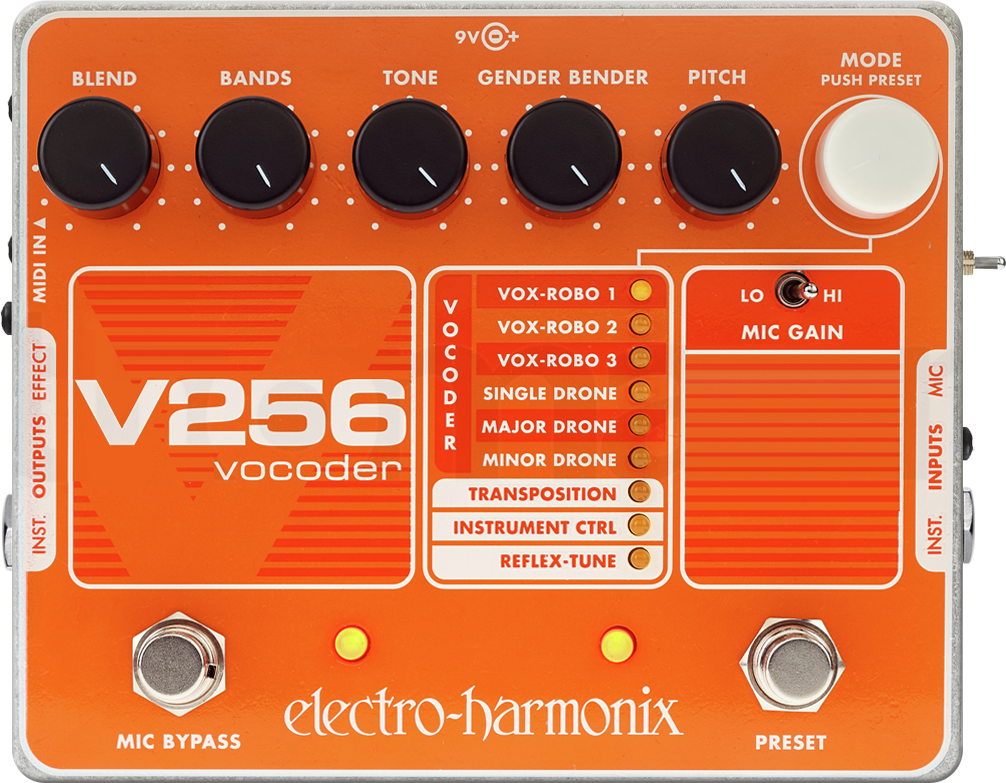 9V
BLEND
BANDS
TONE
GENDER BENDER
PITCH
MODE
PUSH PRESET
MIDI IN
VOCODER
VOX-ROBO 1
VOX-ROBO 2
VOX-ROBO 3
SINGLE DRONE
MAJOR DRONE
MINOR DRONE
TRANSPOSITION
INSTRUMENT CTRL
REFLEX-TUNE
LO
HI
MIC GAIN
V256
vocoder
INST. OUTPUTS EFFECT
INST. INPUTS MIC
MIC BYPASS
electro-harmonix
PRESET